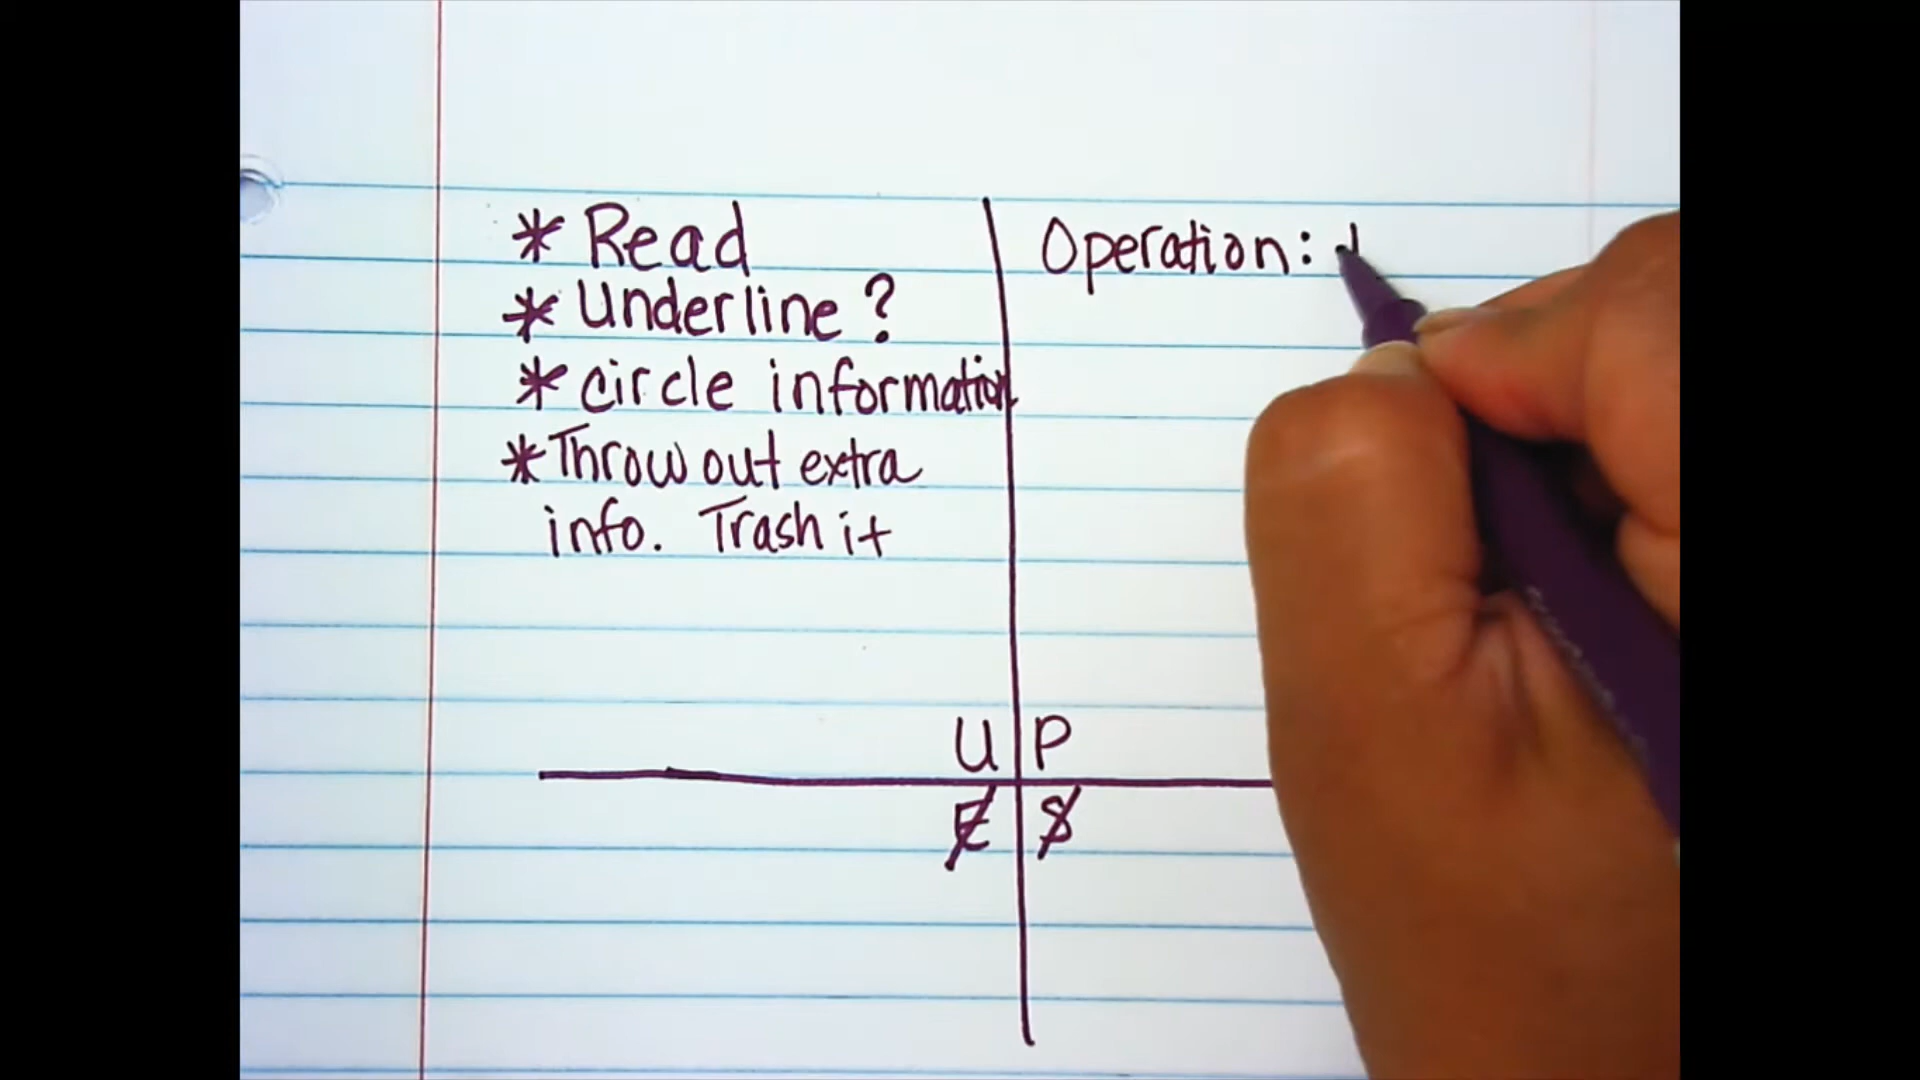 * Read
* Underline ?
* circle information
* Throw out extra
info. Trash it
Operation:
U
P
E
S